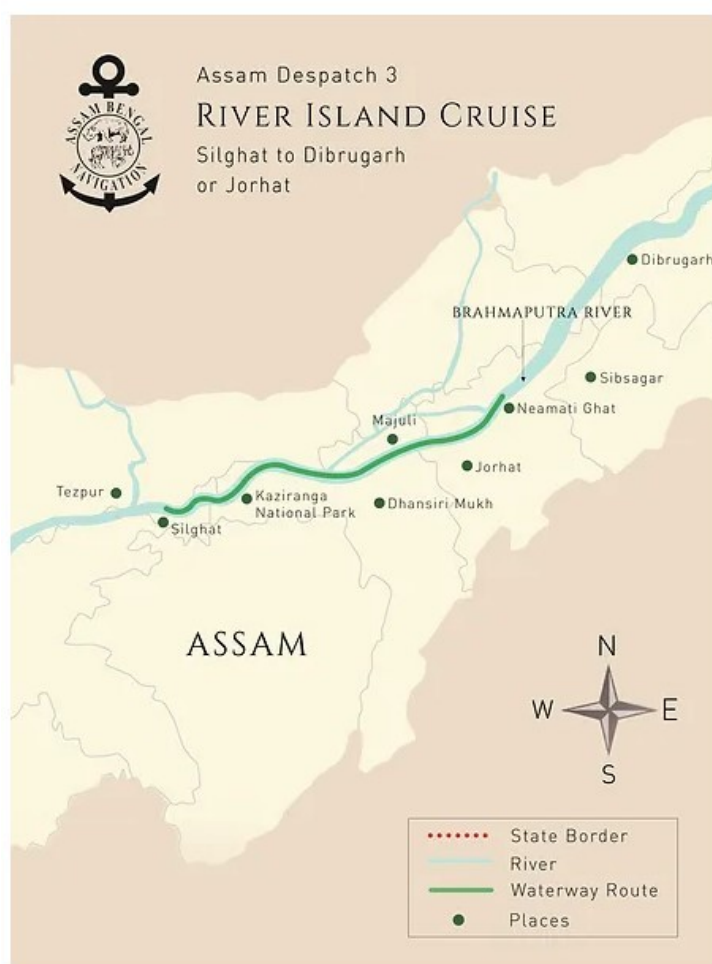 ASSAM BENGAL
NAVIGATION
Assam Despatch 3
RIVER ISLAND CRUISE
Silghat to Dibrugarh
or Jorhat
Dibrugarh
BRAHMAPUTRA RIVER
Sibsagar
Neamati Ghat
Majuli
Jorhat
Tezpur
Kaziranga
National Park
Dhansiri Mukh
Silghat
ASSAM
N
W
E
S
State Border
River
Waterway Route
Places